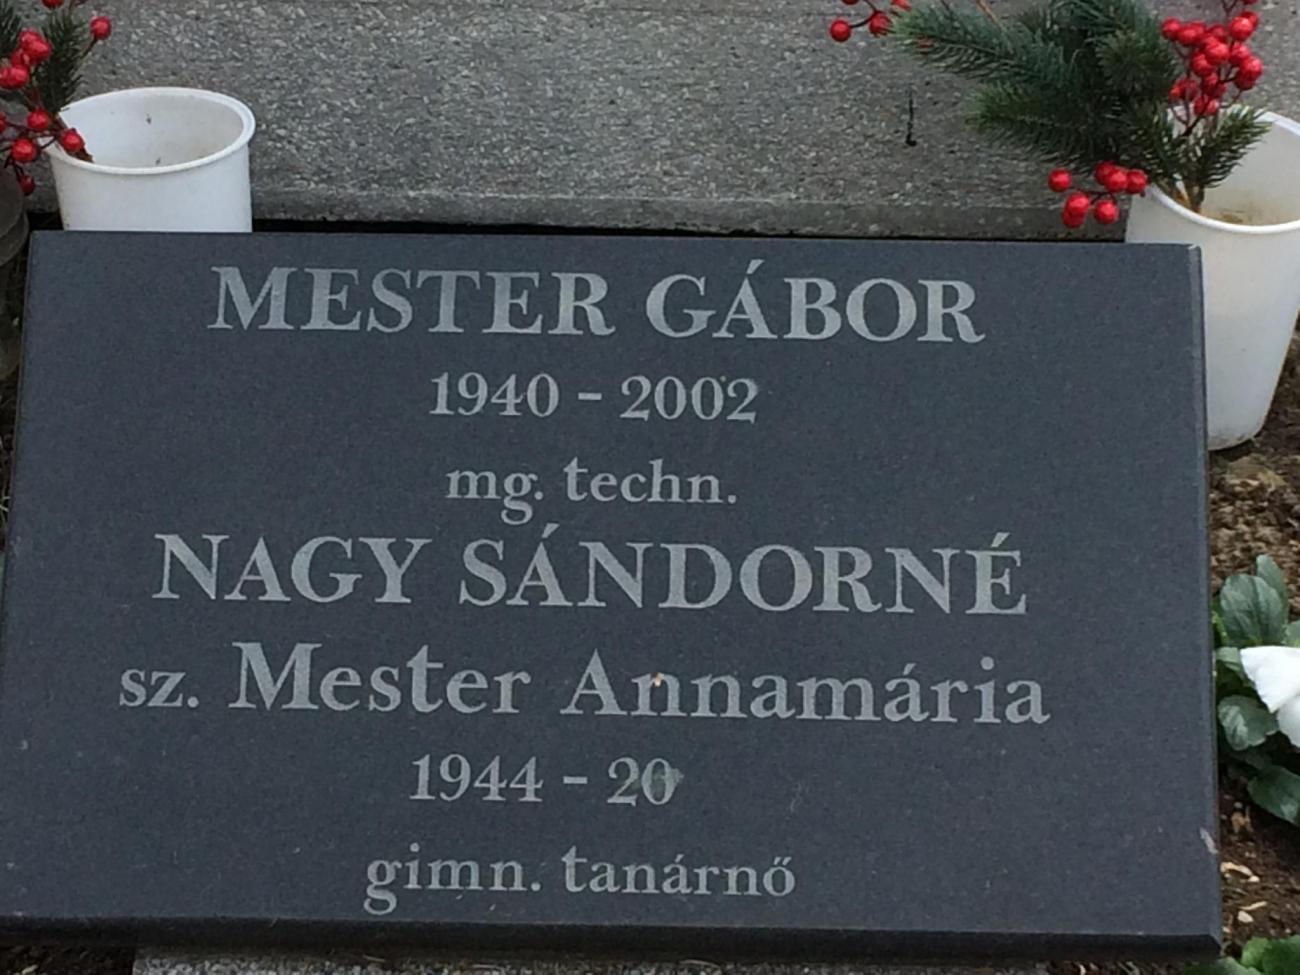 MESTER GÁBOR
1940 - 2002
mg. techn.
NAGY SÁNDORNÉ
sz. Mester Annamária
1944 - 20
gimn. tanárnő